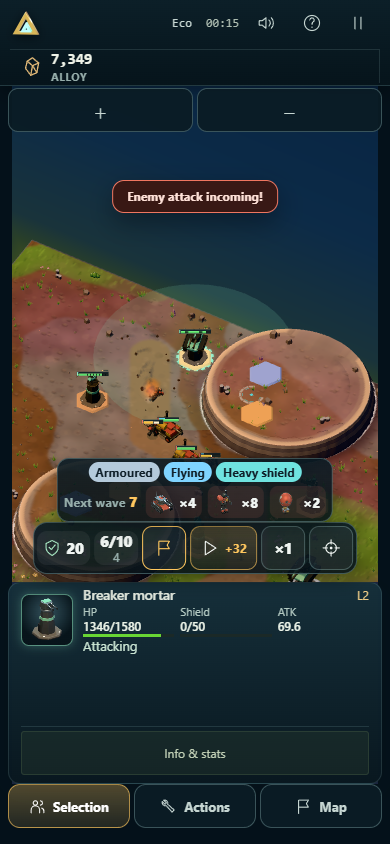 Eco 00:15
7,349
ALLOY
+ −
Enemy attack incoming!
Armoured Flying Heavy shield
Next wave 7 ×4 ×8 ×2
20 6/10 +32 ×1
4
Breaker mortar L2
HP Shield ATK
1346/1580 0/50 69.6
Attacking
Info & stats
Selection Actions Map